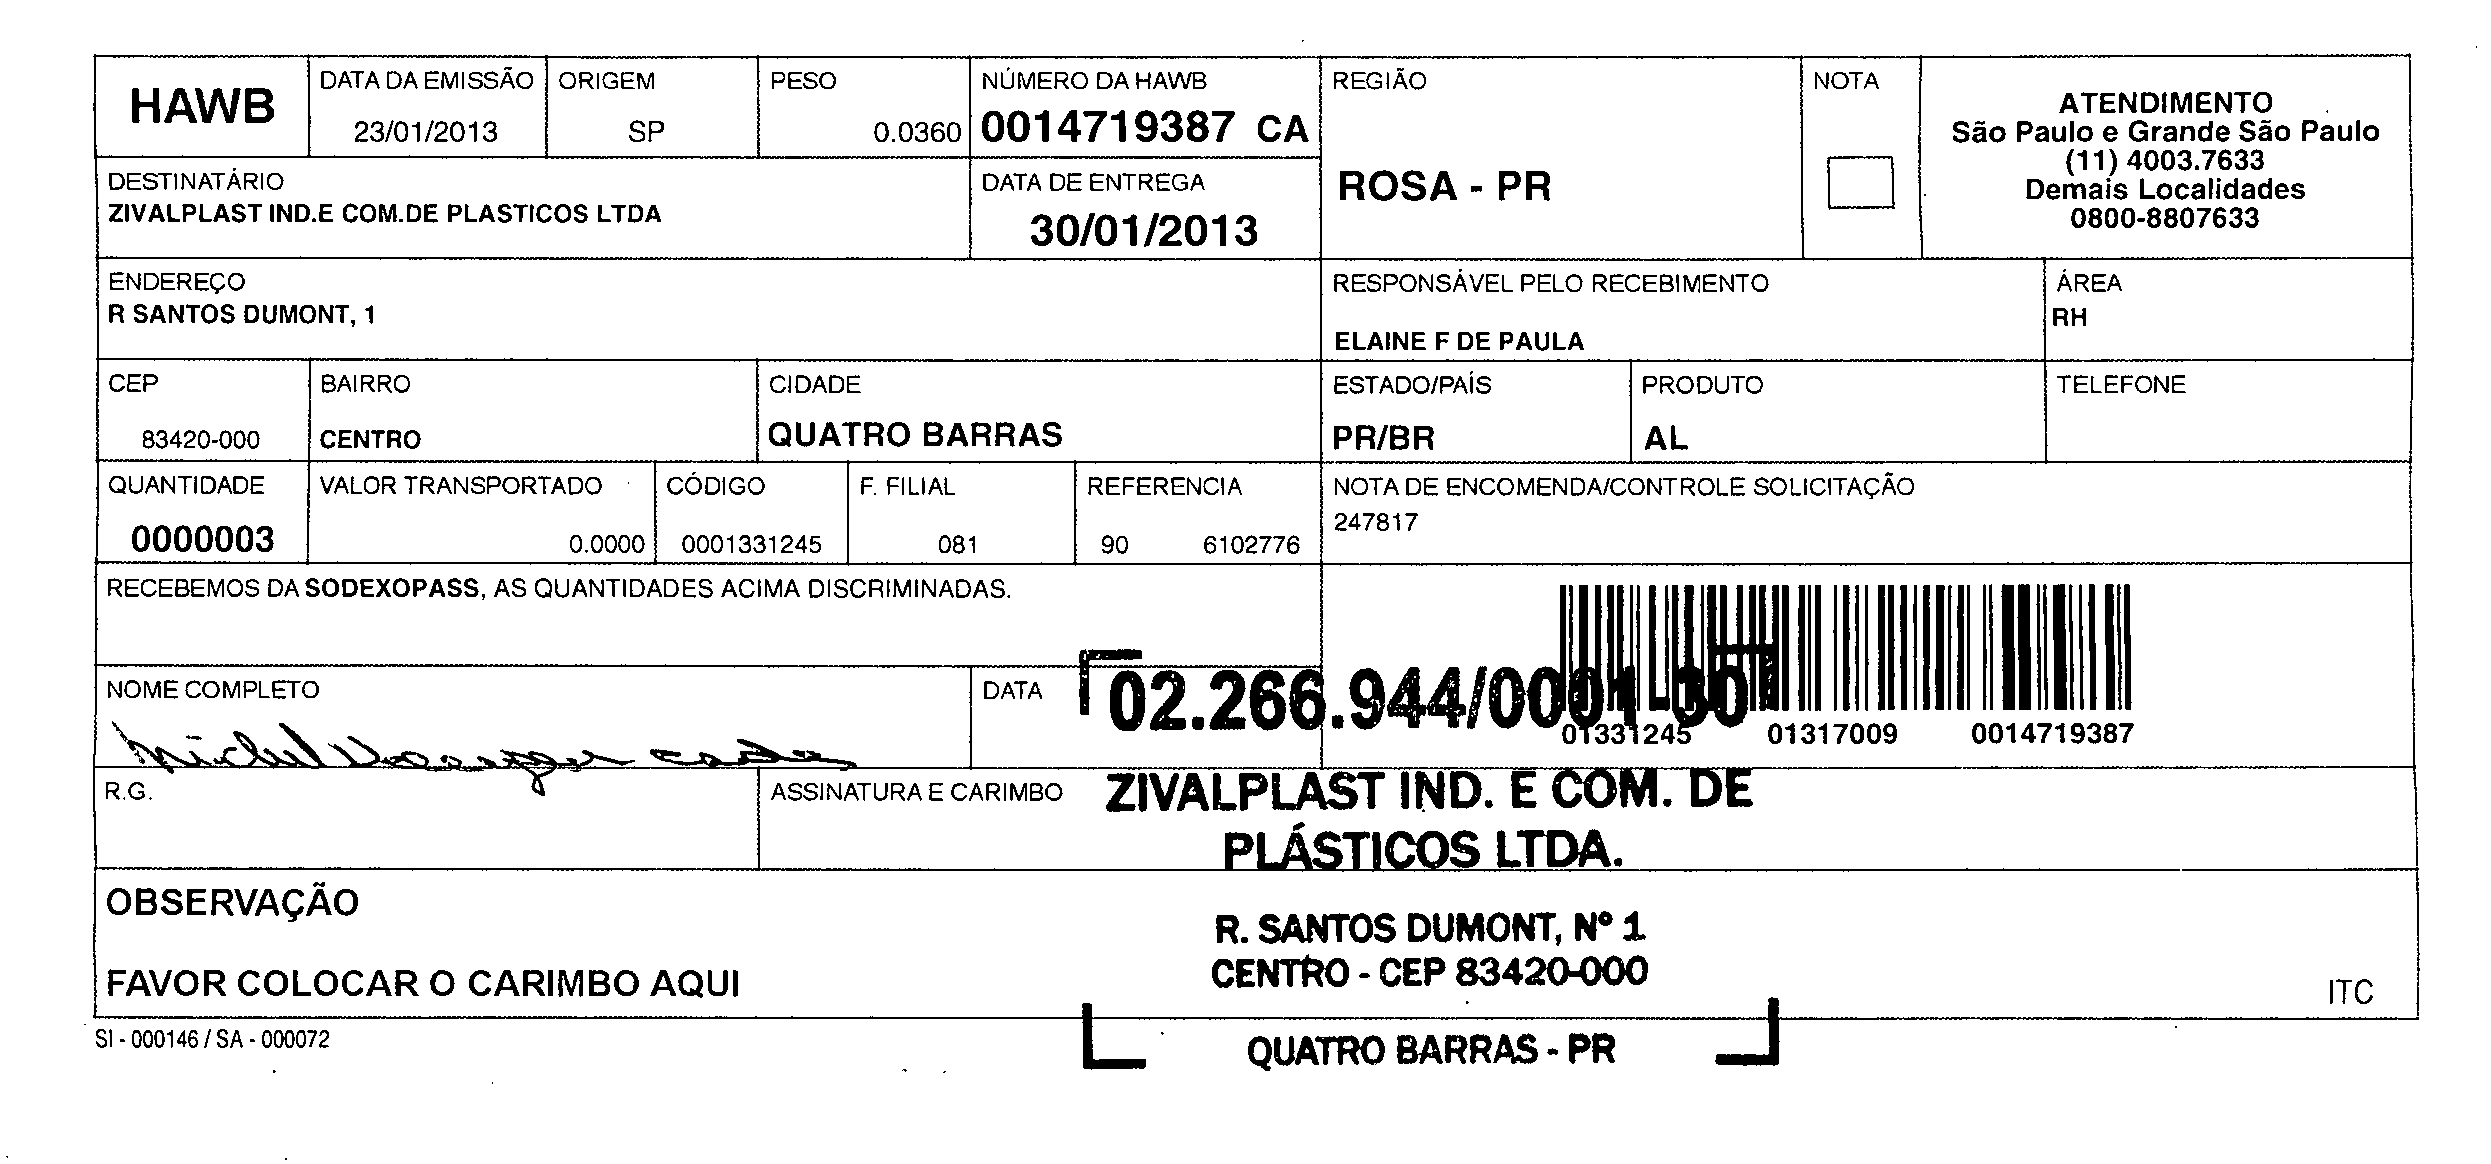 HAWB
DATA DA EMISSÃO
23/01/2013
ORIGEM
SP
PESO
0.0360
NÚMERO DA HAWB
0014719387 CA
REGIÃO
ROSA - PR
NOTA
ATENDIMENTO
São Paulo e Grande São Paulo
(11) 4003.7633
Demais Localidades
0800-8807633
DESTINATÁRIO
ZIVALPLAST IND.E COM.DE PLASTICOS LTDA
DATA DE ENTREGA
30/01/2013
ENDEREÇO
R SANTOS DUMONT, 1
RESPONSÁVEL PELO RECEBIMENTO
ELAINE F DE PAULA
ÁREA
RH
CEP
83420-000
BAIRRO
CENTRO
CIDADE
QUATRO BARRAS
ESTADO/PAÍS
PR/BR
PRODUTO
AL
TELEFONE
QUANTIDADE
0000003
VALOR TRANSPORTADO
0.0000
CÓDIGO
0001331245
F. FILIAL
081
REFERENCIA
90 6102776
NOTA DE ENCOMENDA/CONTROLE SOLICITAÇÃO
247817
RECEBEMOS DA SODEXOPASS, AS QUANTIDADES ACIMA DISCRIMINADAS.
01331245 01317009 0014719387
NOME COMPLETO
DATA
02.266.944/0001
R.G.
ASSINATURA E CARIMBO
ZIVALPLAST IND. E COM. DE
PLÁSTICOS LTDA.
OBSERVAÇÃO
FAVOR COLOCAR O CARIMBO AQUI
R. SANTOS DUMONT, Nº 1
CENTRO - CEP 83420-000
QUATRO BARRAS - PR
ITC
SI - 000146 / SA - 000072